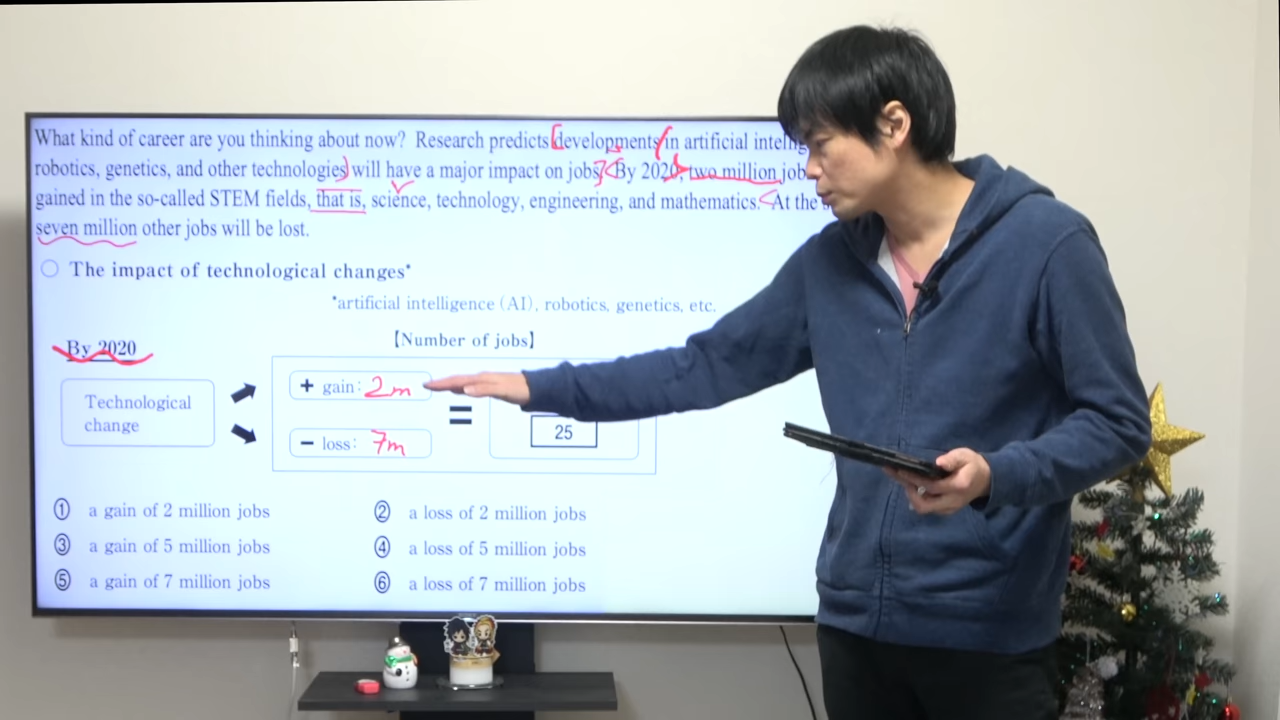 What kind of career are you thinking about now? Research predicts developments in artificial
robotics, genetics, and other technologies will have a major impact on jobs. By 2020, two million
gained in the so-called STEM fields, that is, science, technology, engineering, and mathematics. At the
seven million other jobs will be lost.
The impact of technological changes*
*artificial intelligence (AI), robotics, genetics, etc.
By 2020
【Number of jobs】
Technological
change
+ gain: 2m
− loss: 7m
=
25
① a gain of 2 million jobs
② a loss of 2 million jobs
③ a gain of 5 million jobs
④ a loss of 5 million jobs
⑤ a gain of 7 million jobs
⑥ a loss of 7 million jobs